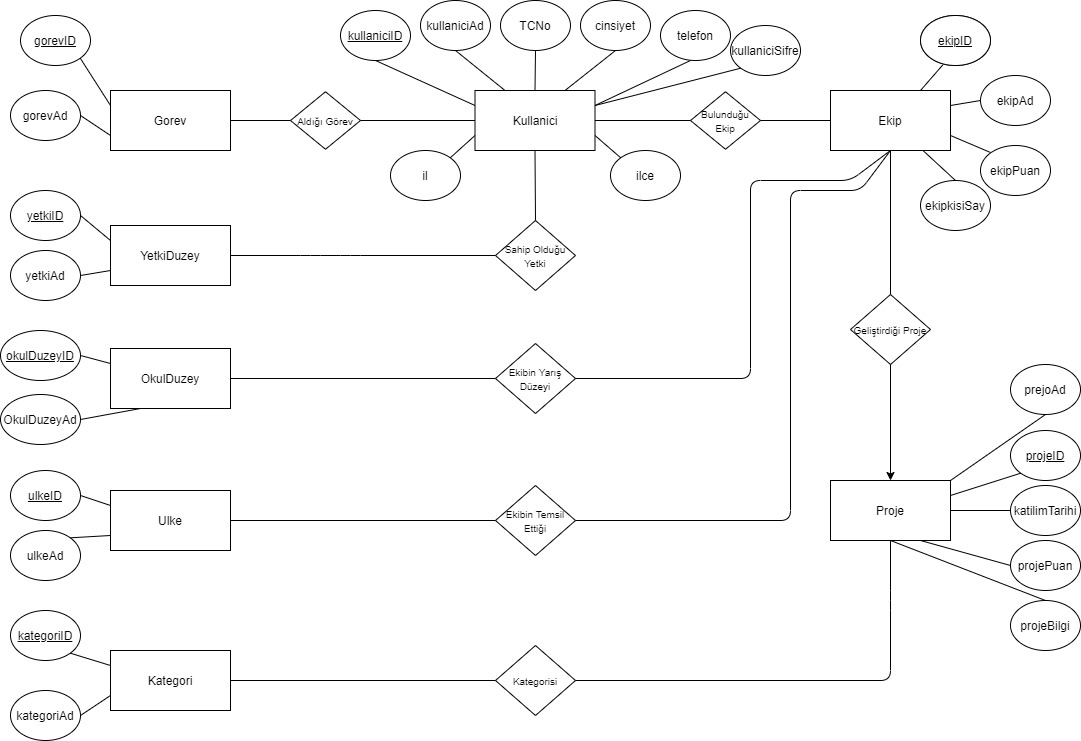 gorevID
kullaniciID
kullaniciAd
TCNo
cinsiyet
telefon
kullaniciSifre
ekipID
gorevAd
Gorev
Aldığı Görev
Kullanici
Bulunduğu
Ekip
Ekip
ekipAd
ekipPuan
il
ilce
ekipkisiSay
yetkiID
yetkiAd
YetkiDuzey
Sahip Olduğu
Yetki
Geliştirdiği Proje
okulDuzeyID
OkulDuzeyAd
OkulDuzey
Ekibin Yarış
Düzeyi
prejoAd
projeID
katilimTarihi
projePuan
projeBilgi
Proje
ulkeID
ulkeAd
Ulke
Ekibin Temsil
Ettiği
kategoriID
kategoriAd
Kategori
Kategorisi